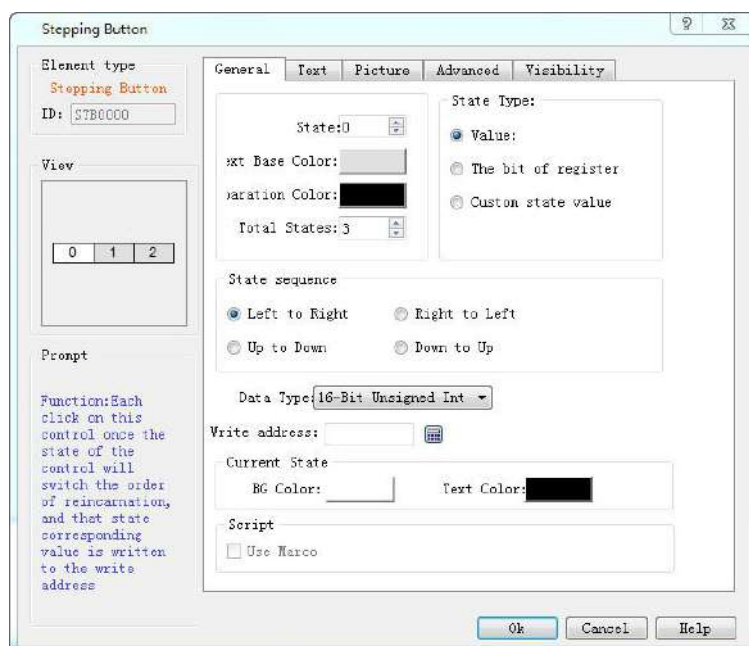 Stepping Button
Element type
Stepping Button
ID: STB0000
View
0 1 2
Prompt
Function:Each
click on this
control once the
state of the
control will
switch the order
of reincarnation,
and that state
corresponding
value is written
to the write
address
General Text Picture Advanced Visibility
State:0
ext Base Color:
paration Color:
Total States:3
State Type:
Value:
The bit of register
Custom state value
State sequence
Left to Right Right to Left
Up to Down Down to Up
Data Type:16-Bit Unsigned Int
Write address:
Current State
BG Color: Text Color:
Script
Use Marco
Ok Cancel Help